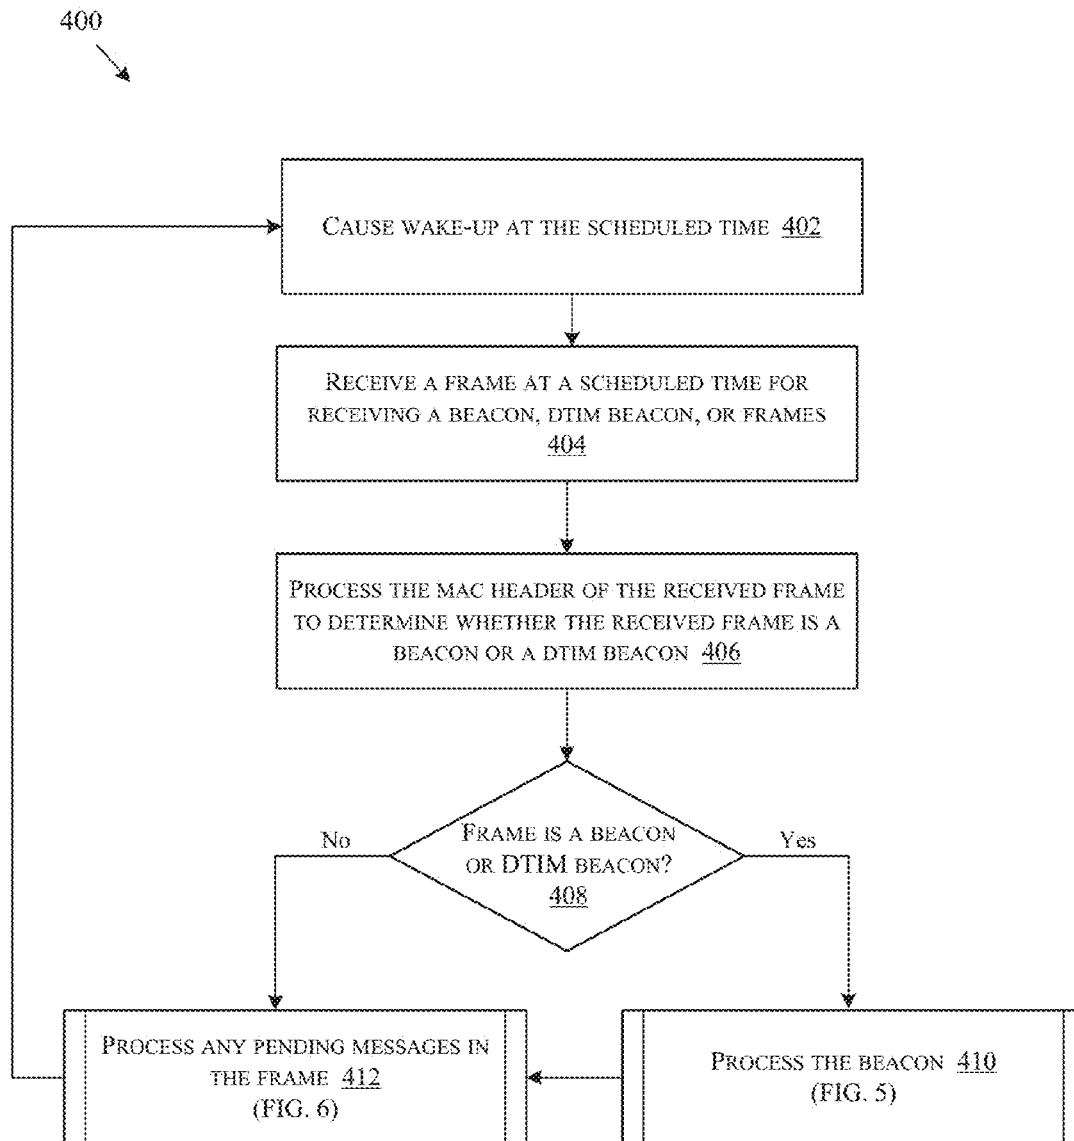 400
CAUSE WAKE-UP AT THE SCHEDULED TIME 402
RECEIVE A FRAME AT A SCHEDULED TIME FOR
RECEIVING A BEACON, DTIM BEACON, OR FRAMES
404
PROCESS THE MAC HEADER OF THE RECEIVED FRAME
TO DETERMINE WHETHER THE RECEIVED FRAME IS A
BEACON OR A DTIM BEACON 406
No
FRAME IS A BEACON
OR DTIM BEACON?
408
Yes
PROCESS ANY PENDING MESSAGES IN
THE FRAME 412
(FIG. 6)
PROCESS THE BEACON 410
(FIG. 5)